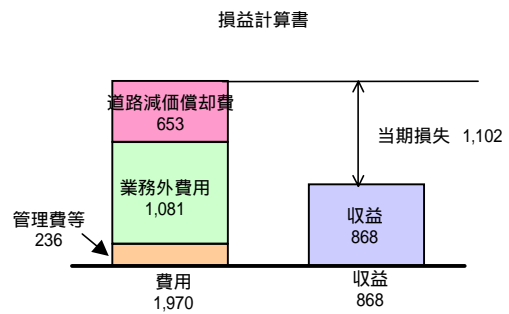 損益計算書
道路減価償却費
653
当期損失 1,102
業務外費用
1,081
収益
868
管理費等
236
費用
1,970
収益
868